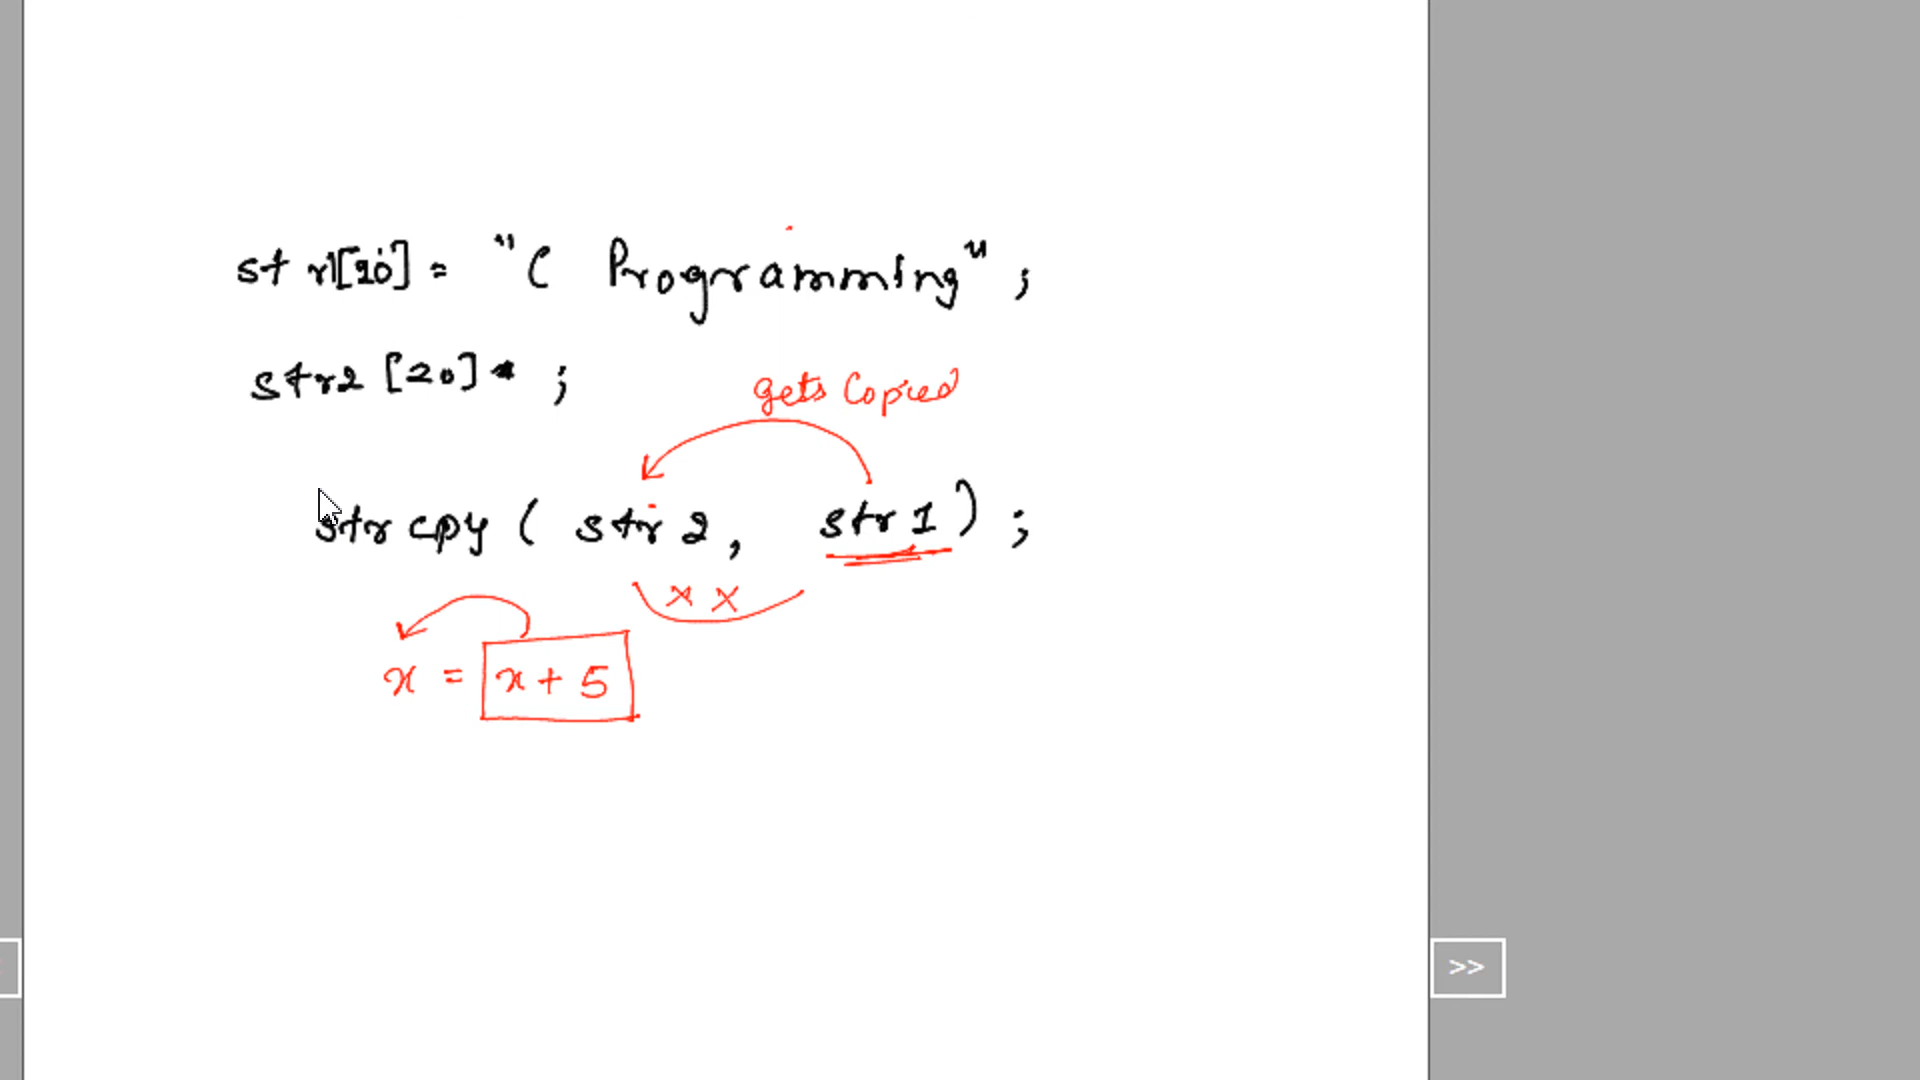 str1[20] = "C Programming";
str2[20] ;
gets Copied
strcpy ( str2, str1 ) ;
x x
x = x + 5
>>